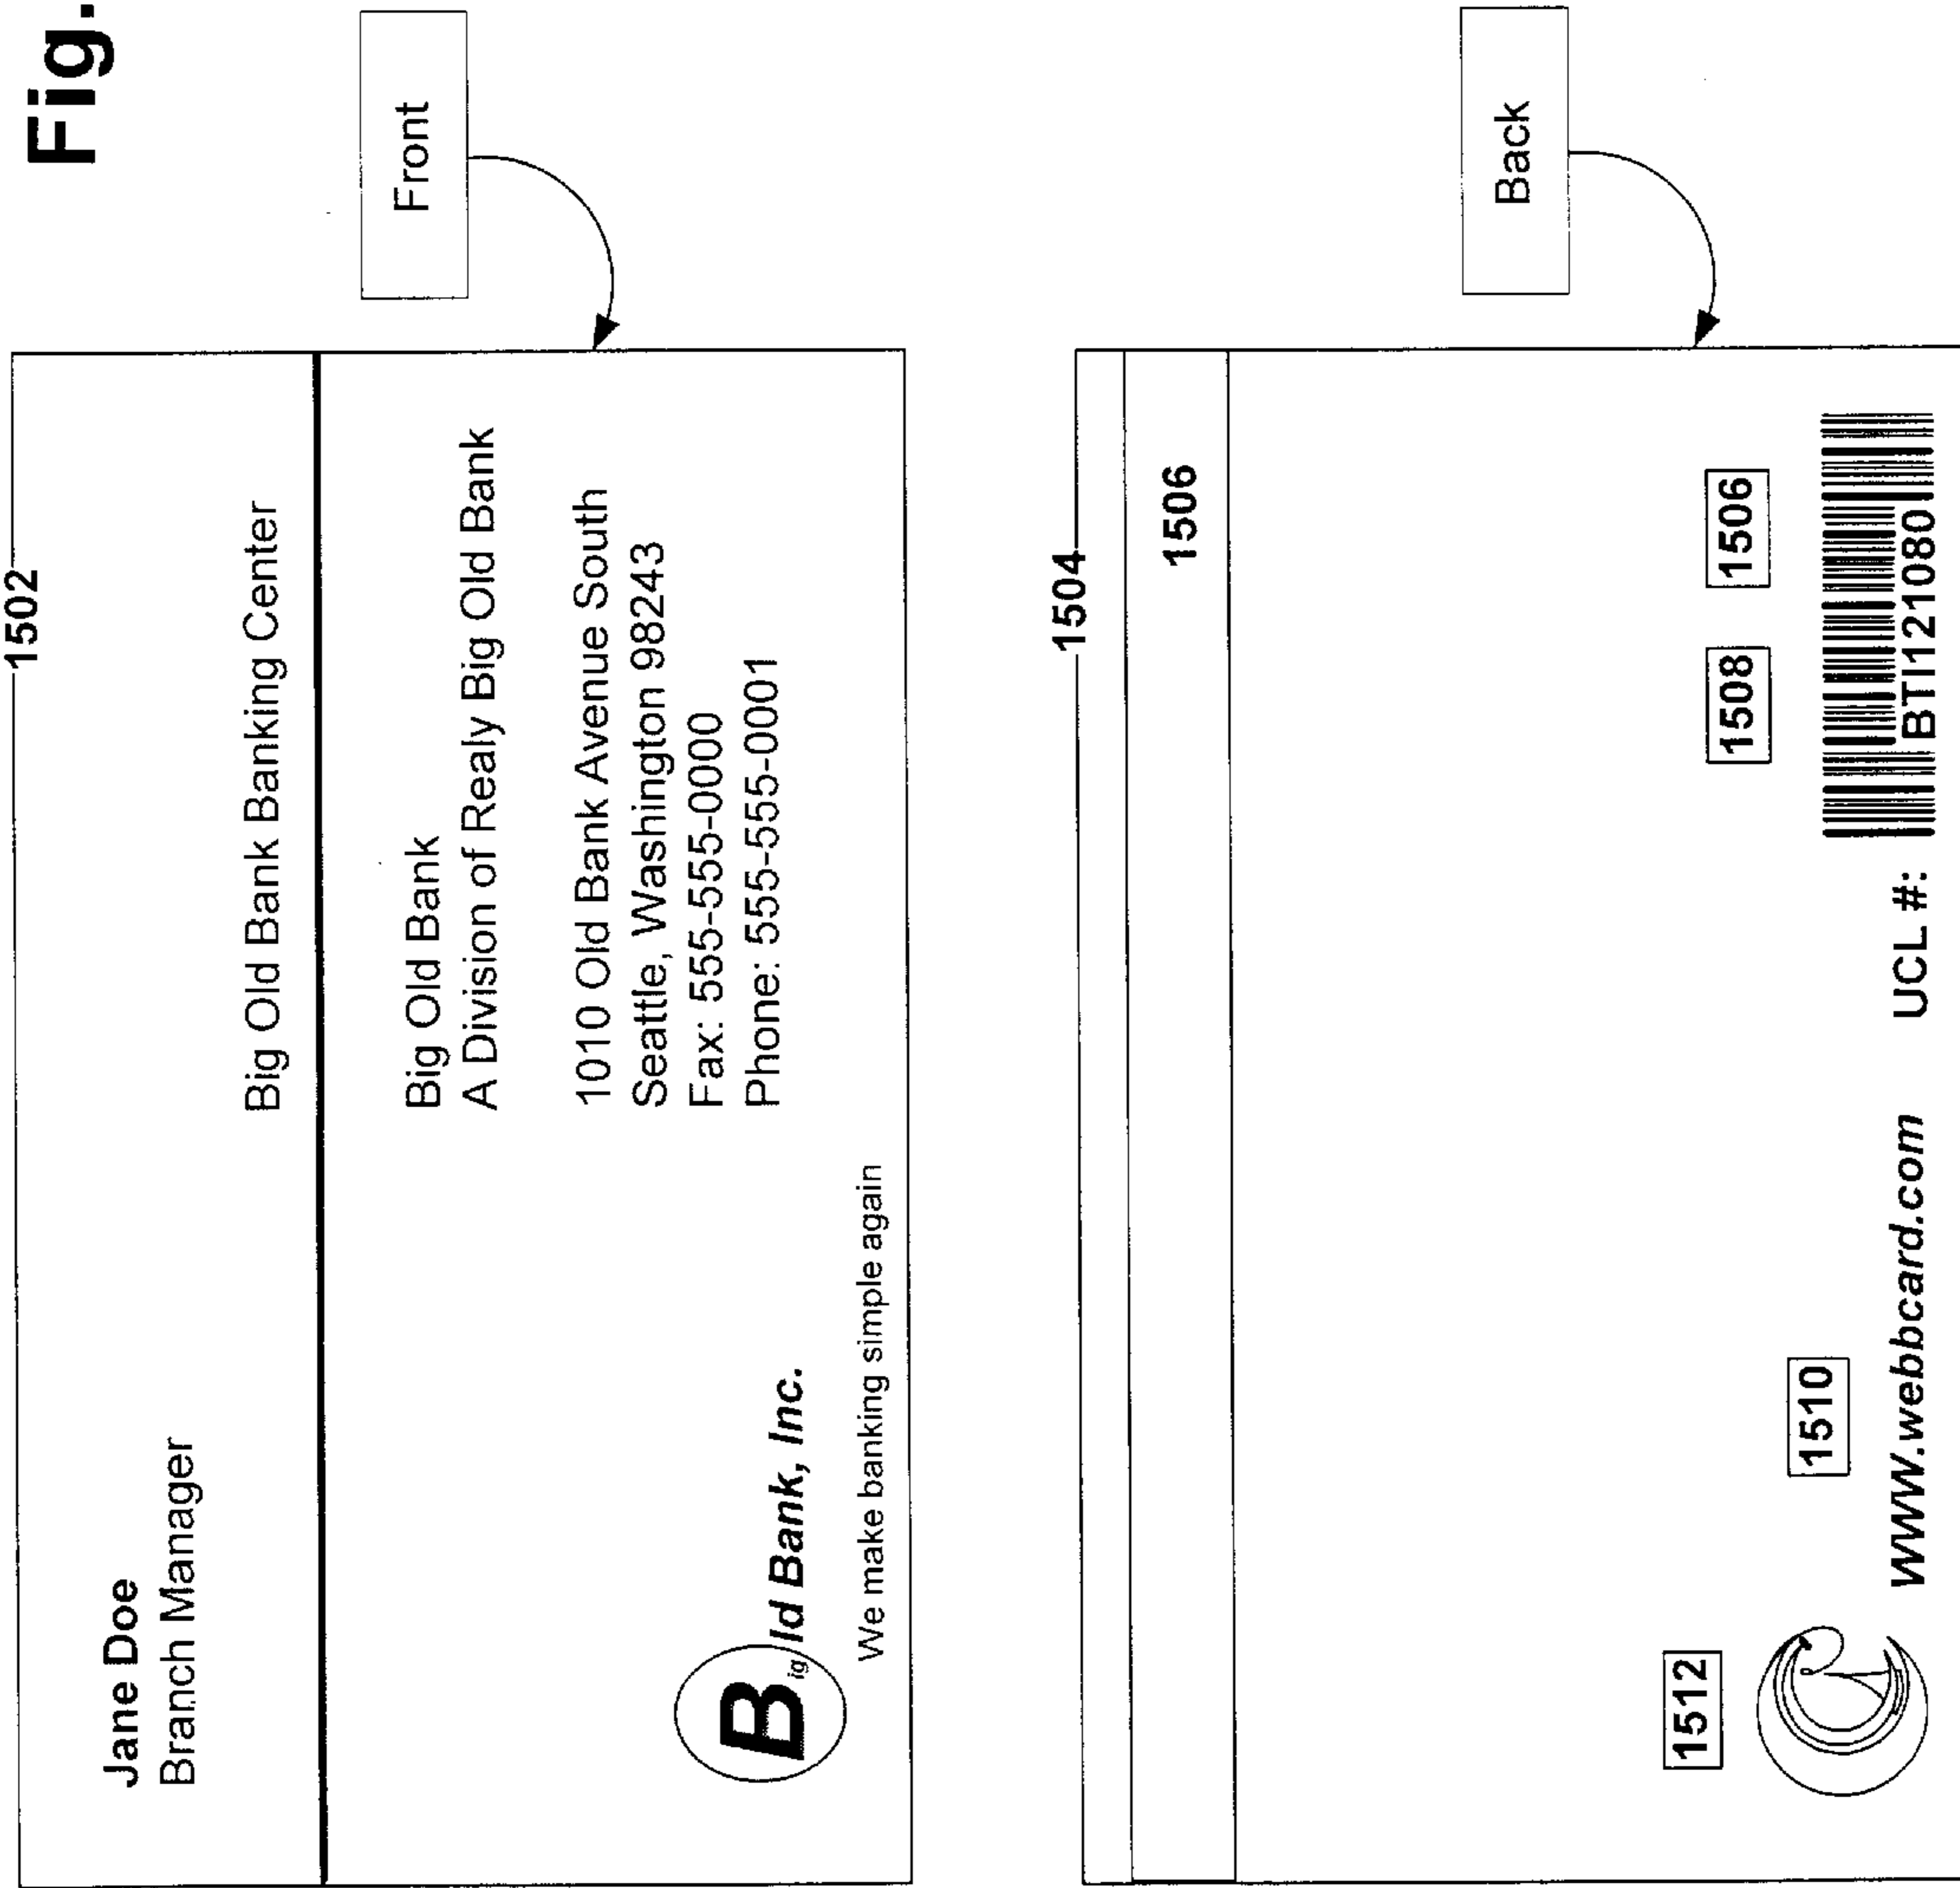 Fig.
1502
Jane Doe
Branch Manager
Big Old Bank Banking Center
Big Old Bank
A Division of Realy Big Old Bank
1010 Old Bank Avenue South
Seattle, Washington 98243
Fax: 555-555-0000
Phone: 555-555-0001
Big ld Bank, Inc.
We make banking simple again
Front
1504
1506
1508 1506
1510
1512
www.webbcard.com UCL #: BTI121080
Back